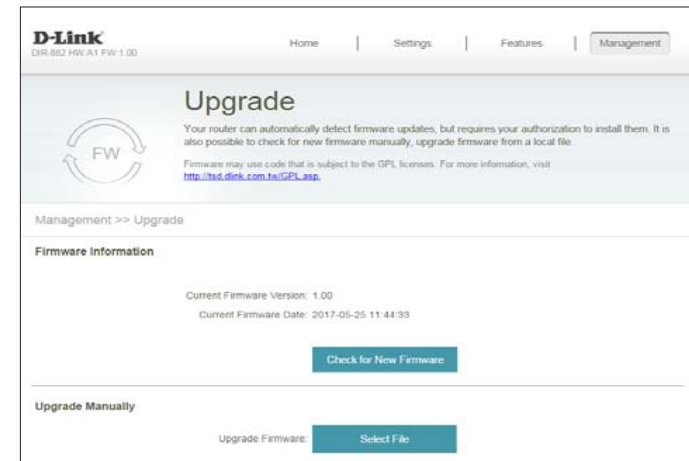 D-Link
DIR-882 HW:A1 FW:1.00
Home | Settings | Features | Management
Upgrade
Your router can automatically detect firmware updates, but requires your authorization to install them. It is
also possible to check for new firmware manually, upgrade firmware from a local file.
FW
Firmware may use code that is subject to the GPL licenses. For more information, visit
http://tsd.dlink.com.tw/GPL.asp.
Management >> Upgrade
Firmware Information
Current Firmware Version: 1.00
Current Firmware Date: 2017-05-25 11:44:33
Check for New Firmware
Upgrade Manually
Upgrade Firmware: Select File